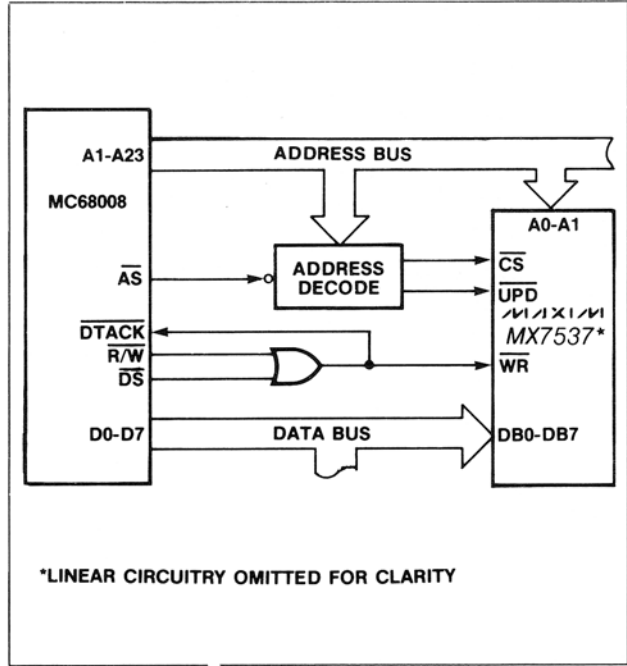 A1-A23
ADDRESS BUS
MC68008
A0-A1
AS
ADDRESS
DECODE
CS
UPD
MAXIM
DTACK
MX7537*
R/W
WR
DS
D0-D7
DATA BUS
DB0-DB7
*LINEAR CIRCUITRY OMITTED FOR CLARITY